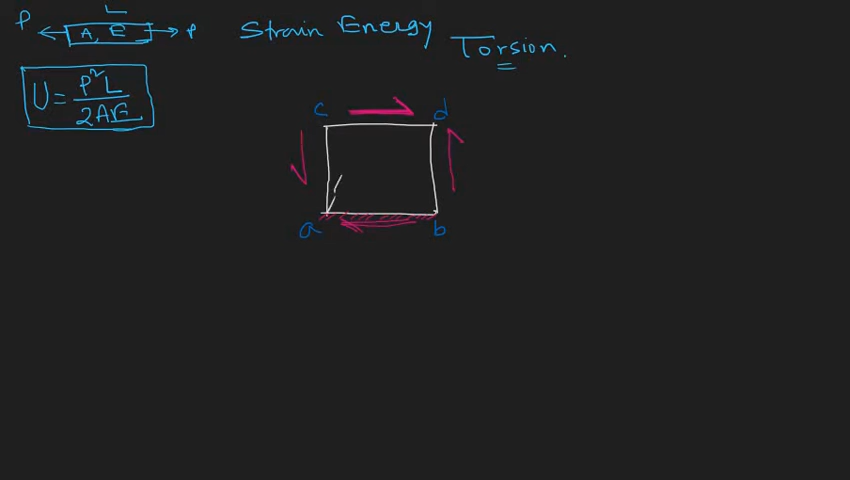 L
P A, E P
Strain Energy
Torsion.
U = P²L / 2AE
c d
a b